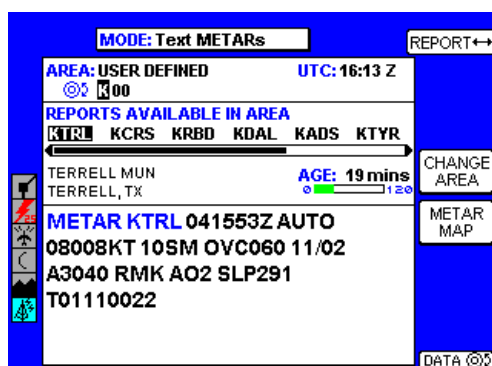 MODE: Text METARs
REPORT↔
AREA: USER DEFINED UTC: 16:13 Z
K00
REPORTS AVAILABLE IN AREA
KTRL KCRS KRBD KDAL KADS KTYR
TERRELL MUN AGE: 19 mins
TERRELL, TX 0 120
CHANGE
AREA
METAR
MAP
25
METAR KTRL 041553Z AUTO
08008KT 10SM OVC060 11/02
A3040 RMK AO2 SLP291
T01110022
DATA